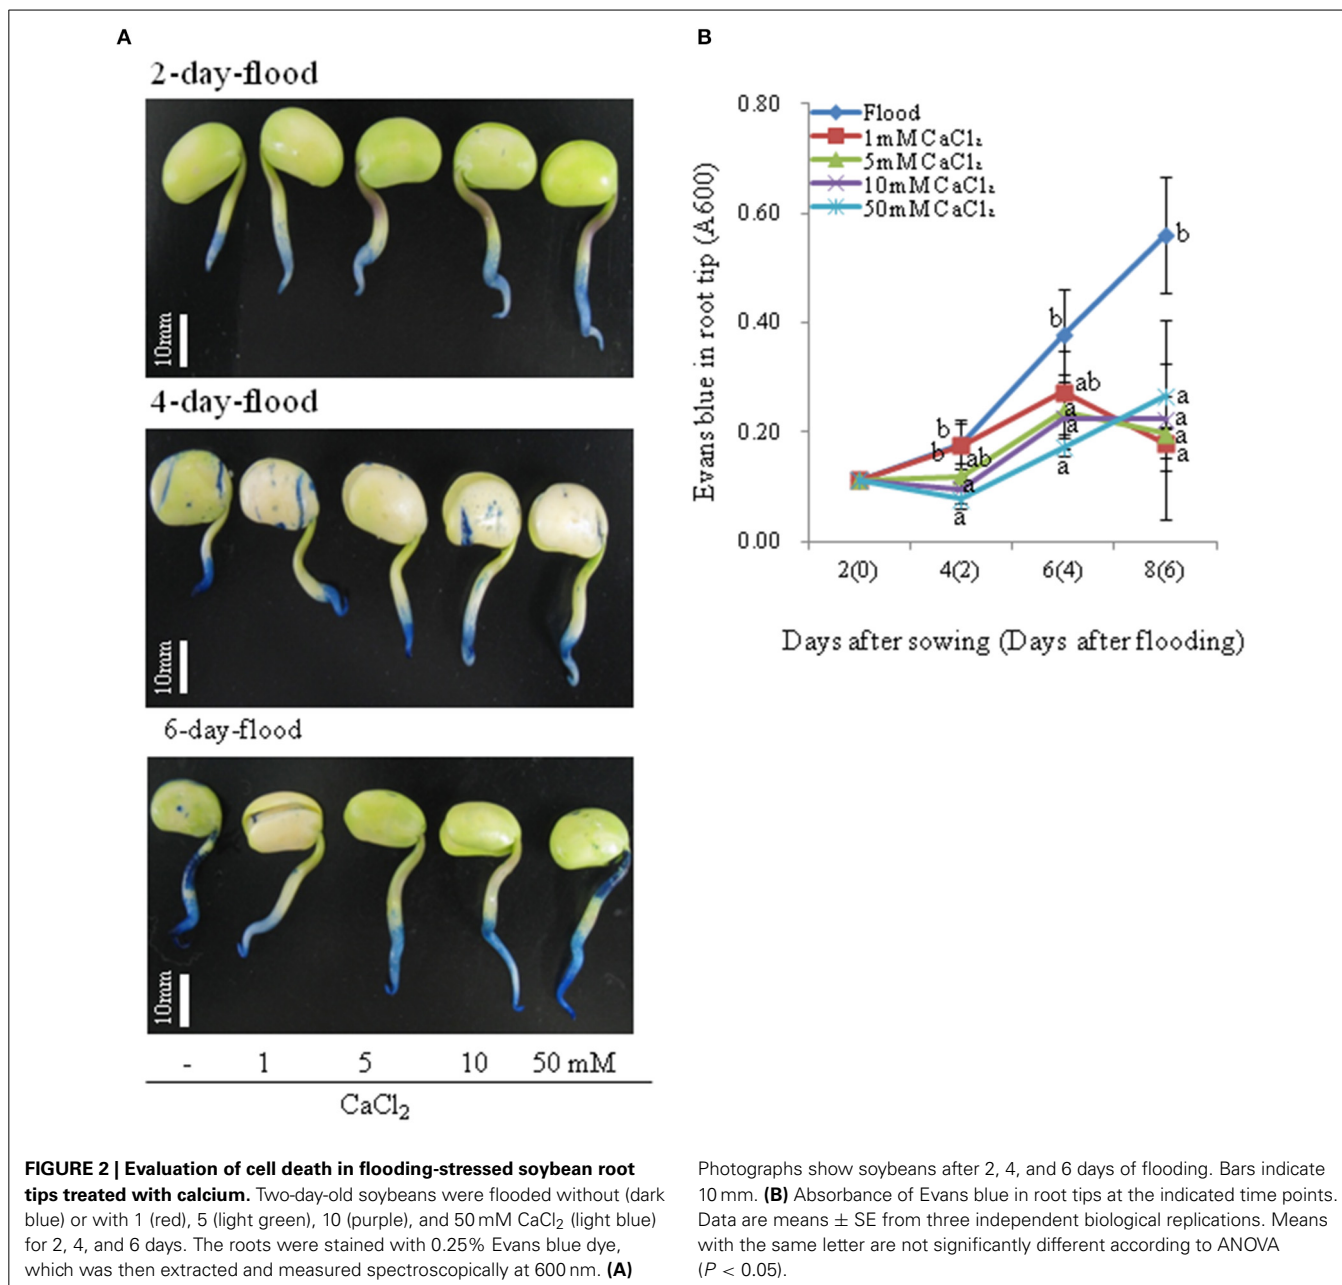 A
2-day-flood
10mm
4-day-flood
10mm
6-day-flood
10mm
- 1 5 10 50 mM
CaCl₂
B
0.80
0.60
0.40
0.20
0.00
Evans blue in root tip (A600)
Flood
1mM CaCl₂
5mM CaCl₂
10mM CaCl₂
50mM CaCl₂
b
b
ab
a
a
b
ab
a
a
a
b
a
a
a
a
2(0) 4(2) 6(4) 8(6)
Days after sowing (Days after flooding)
FIGURE 2 | Evaluation of cell death in flooding-stressed soybean root
tips treated with calcium. Two-day-old soybeans were flooded without (dark
blue) or with 1 (red), 5 (light green), 10 (purple), and 50 mM CaCl₂ (light blue)
for 2, 4, and 6 days. The roots were stained with 0.25% Evans blue dye,
which was then extracted and measured spectroscopically at 600 nm. (A)
Photographs show soybeans after 2, 4, and 6 days of flooding. Bars indicate
10 mm. (B) Absorbance of Evans blue in root tips at the indicated time points.
Data are means ± SE from three independent biological replications. Means
with the same letter are not significantly different according to ANOVA
(P < 0.05).